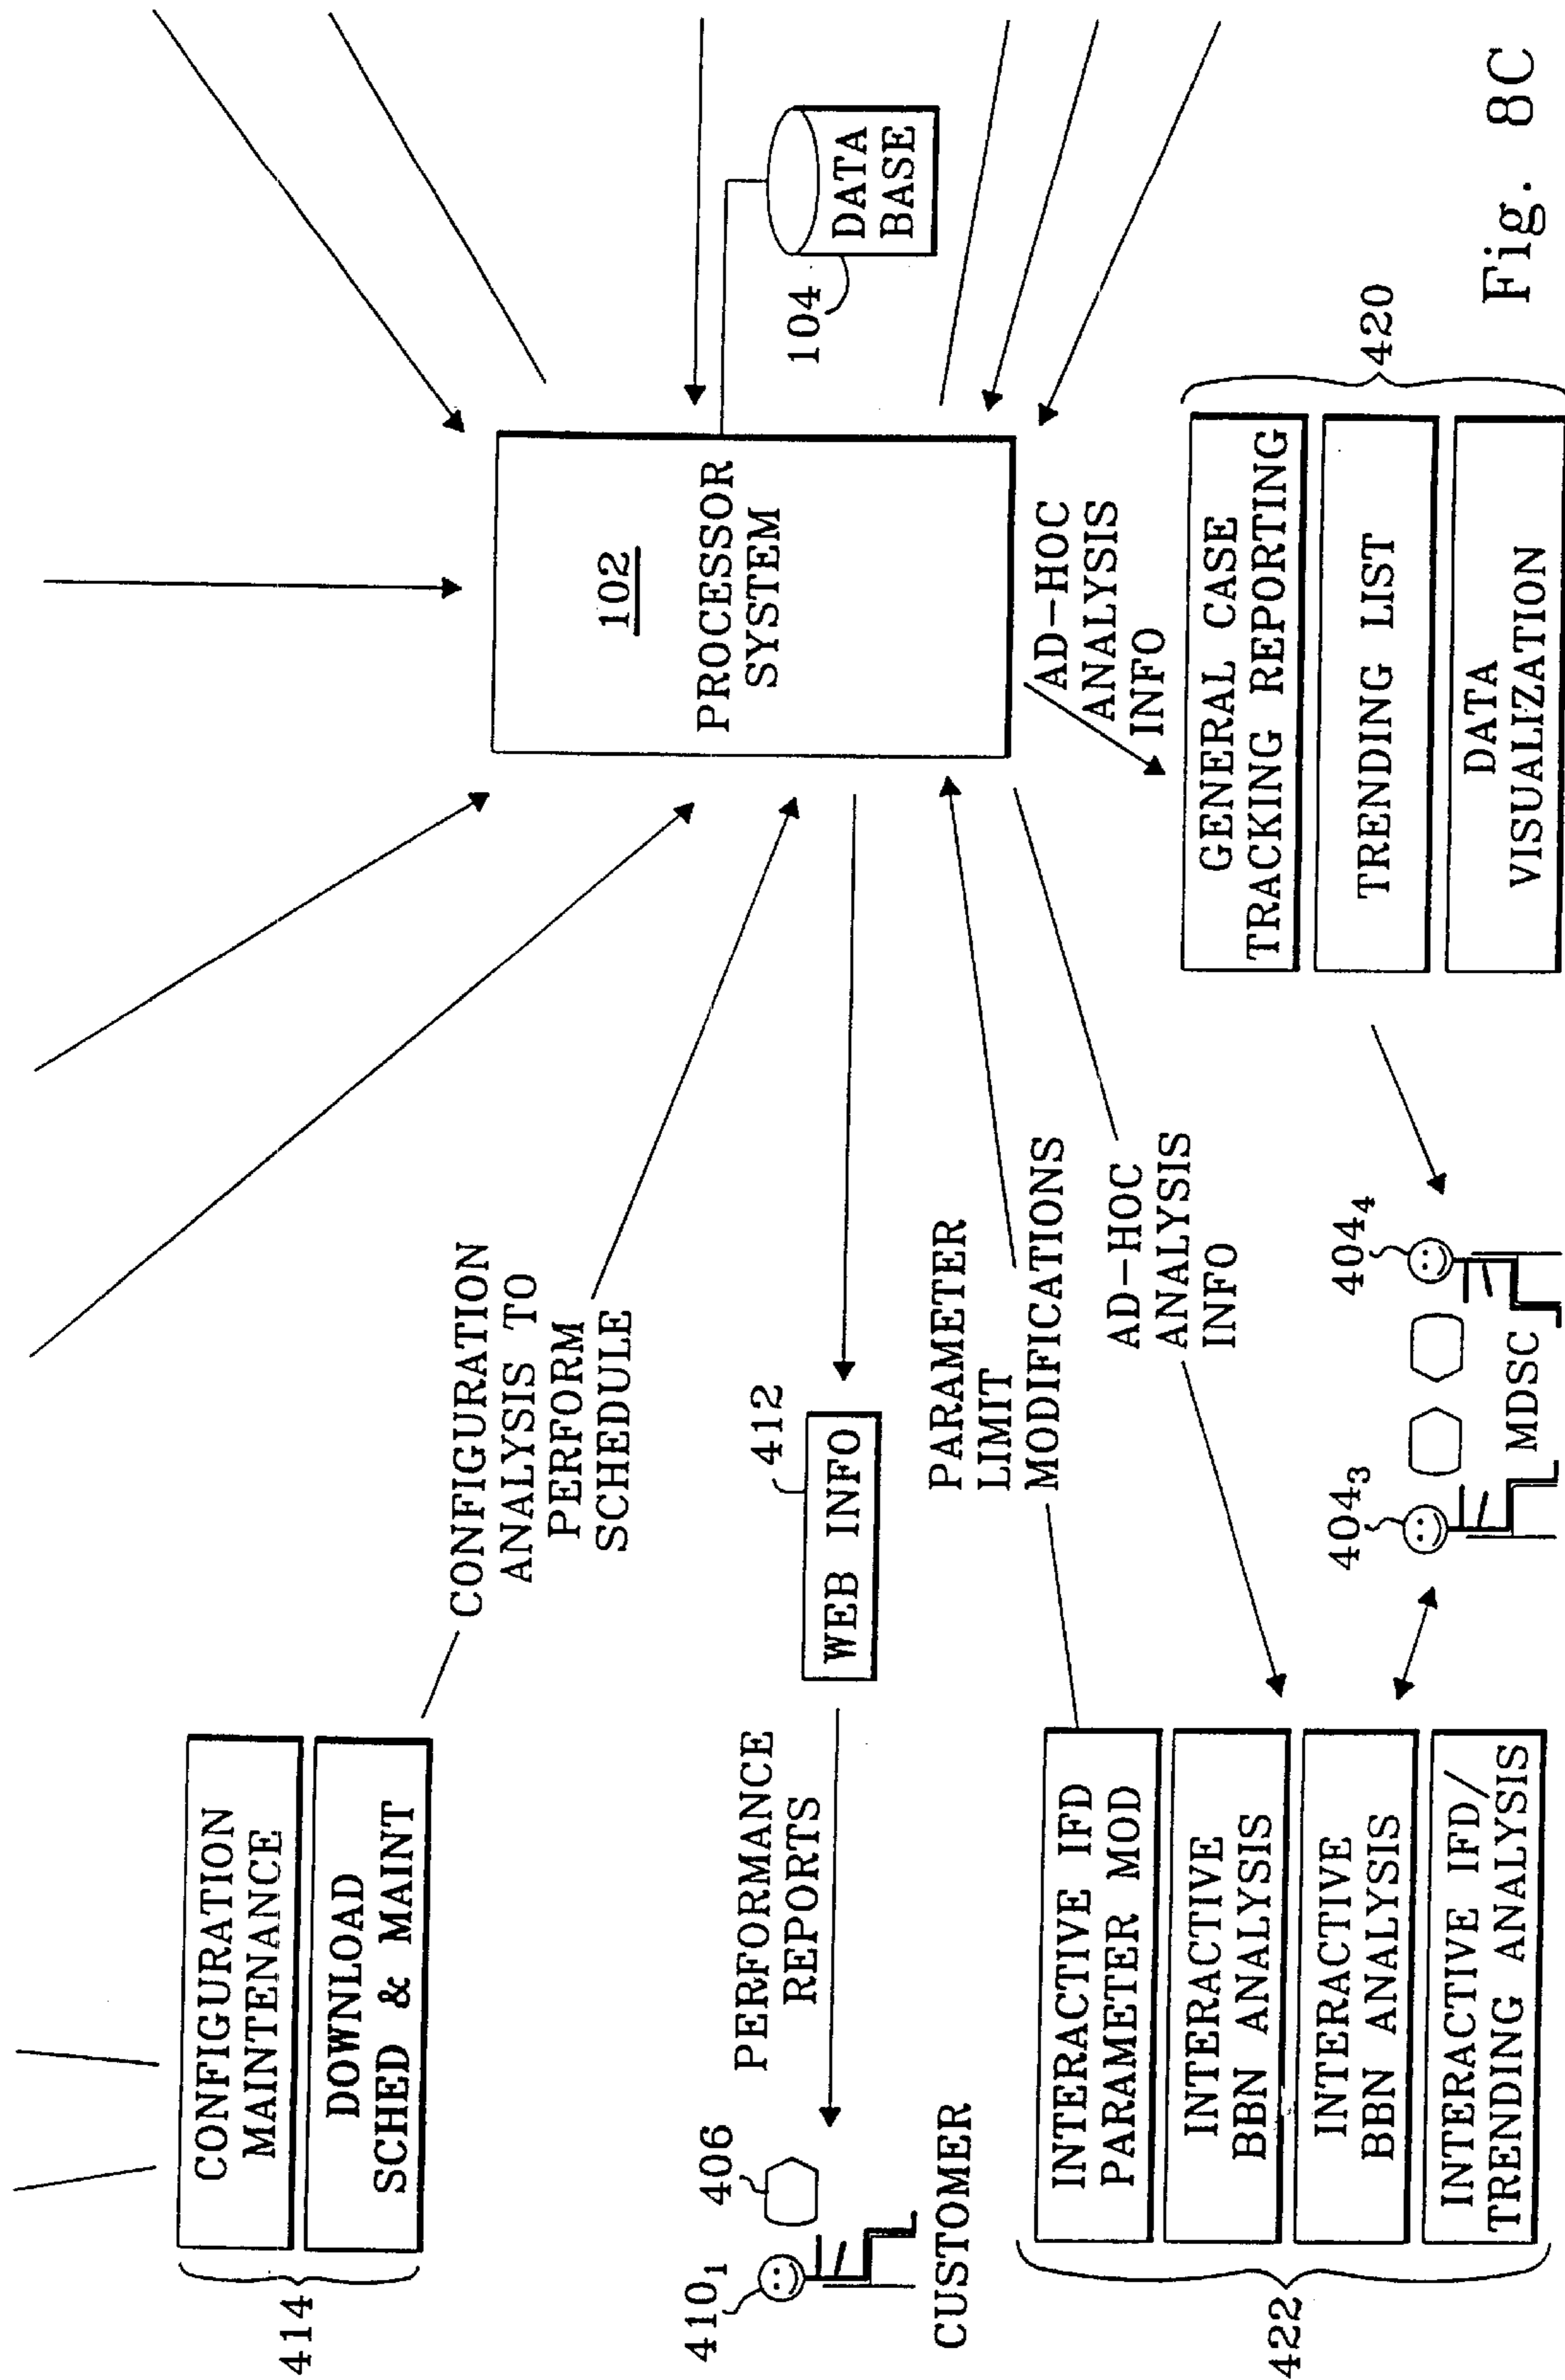 414
CONFIGURATION
MAINTENANCE
DOWNLOAD
SCHED & MAINT
CONFIGURATION
ANALYSIS TO
PERFORM
SCHEDULE
102
PROCESSOR
SYSTEM
104
DATA
BASE
410₁
406
CUSTOMER
PERFORMANCE
REPORTS
412
WEB INFO
PARAMETER
LIMIT
MODIFICATIONS
AD-HOC
ANALYSIS
INFO
AD-HOC
ANALYSIS
INFO
422
INTERACTIVE IFD
PARAMETER MOD
INTERACTIVE
BBN ANALYSIS
INTERACTIVE
BBN ANALYSIS
INTERACTIVE IFD/
TRENDING ANALYSIS
404₃
404₄
MDSC
GENERAL CASE
TRACKING REPORTING
TRENDING LIST
DATA
VISUALIZATION
420
Fig. 8C